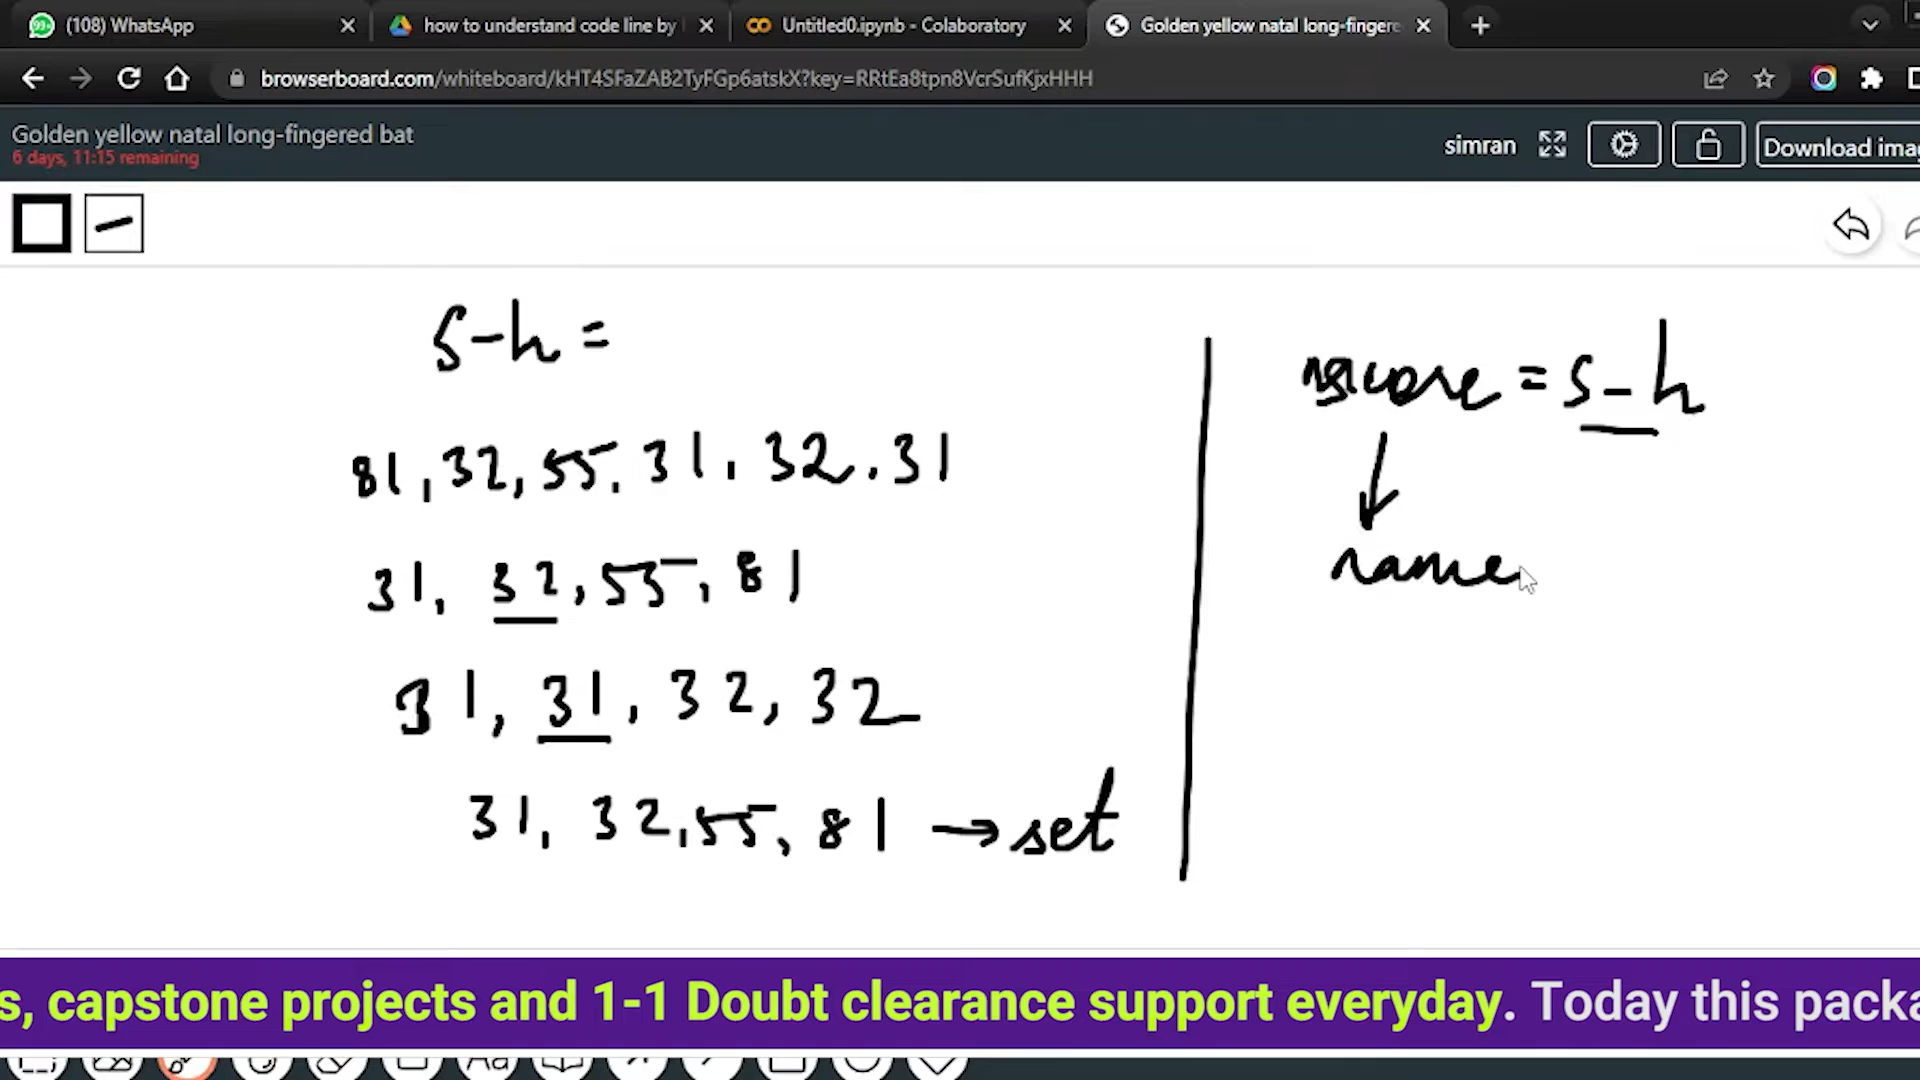 (108) WhatsApp
how to understand code line by
Untitled0.ipynb - Colaboratory
Golden yellow natal long-fingere
browserboard.com/whiteboard/kHT4SFaZAB2TyFGp6atskX?key=RRtEa8tpn8VcrSufKjxHHH
Golden yellow natal long-fingered bat
6 days, 11:15 remaining
simran
Download imag
s-h =
81, 32, 55, 31, 32, 31
31, 32, 55, 81
31, 31, 32, 32
31, 32, 55, 81 → set
score = s-h
↓
name
s, capstone projects and 1-1 Doubt clearance support everyday. Today this packa
Aa